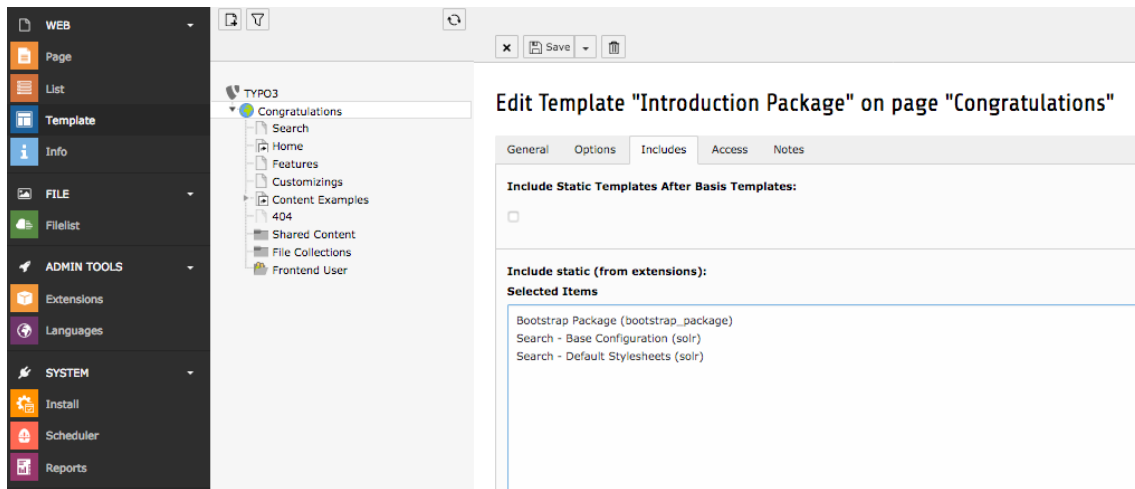 WEB
Page
List
Template
Info
FILE
Filelist
ADMIN TOOLS
Extensions
Languages
SYSTEM
Install
Scheduler
Reports
TYPO3
Congratulations
Search
Home
Features
Customizings
Content Examples
404
Shared Content
File Collections
Frontend User
Save
Edit Template "Introduction Package" on page "Congratulations"
General Options Includes Access Notes
Include Static Templates After Basis Templates:
Include static (from extensions):
Selected Items
Bootstrap Package (bootstrap_package)
Search - Base Configuration (solr)
Search - Default Stylesheets (solr)